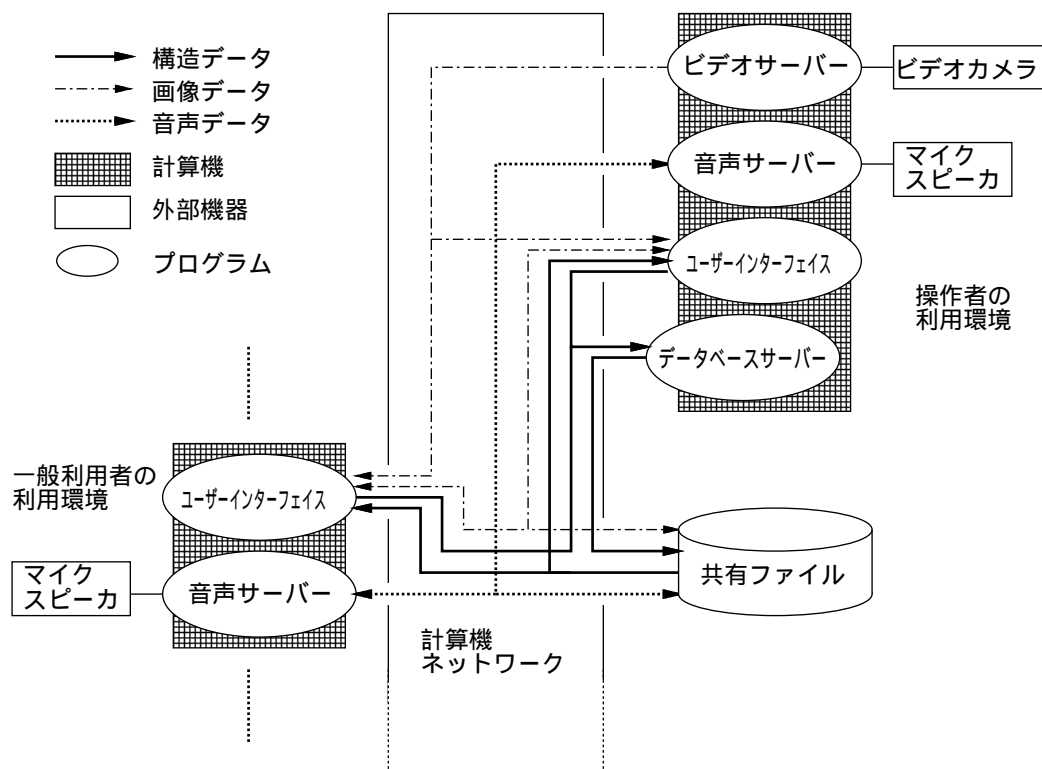 構造データ
画像データ
音声データ
計算機
外部機器
プログラム
ビデオサーバー
ビデオカメラ
音声サーバー
マイク
スピーカ
ユーザーインターフェイス
操作者の
利用環境
データベースサーバー
一般利用者の
利用環境
ユーザーインターフェイス
マイク
スピーカ
音声サーバー
共有ファイル
計算機
ネットワーク